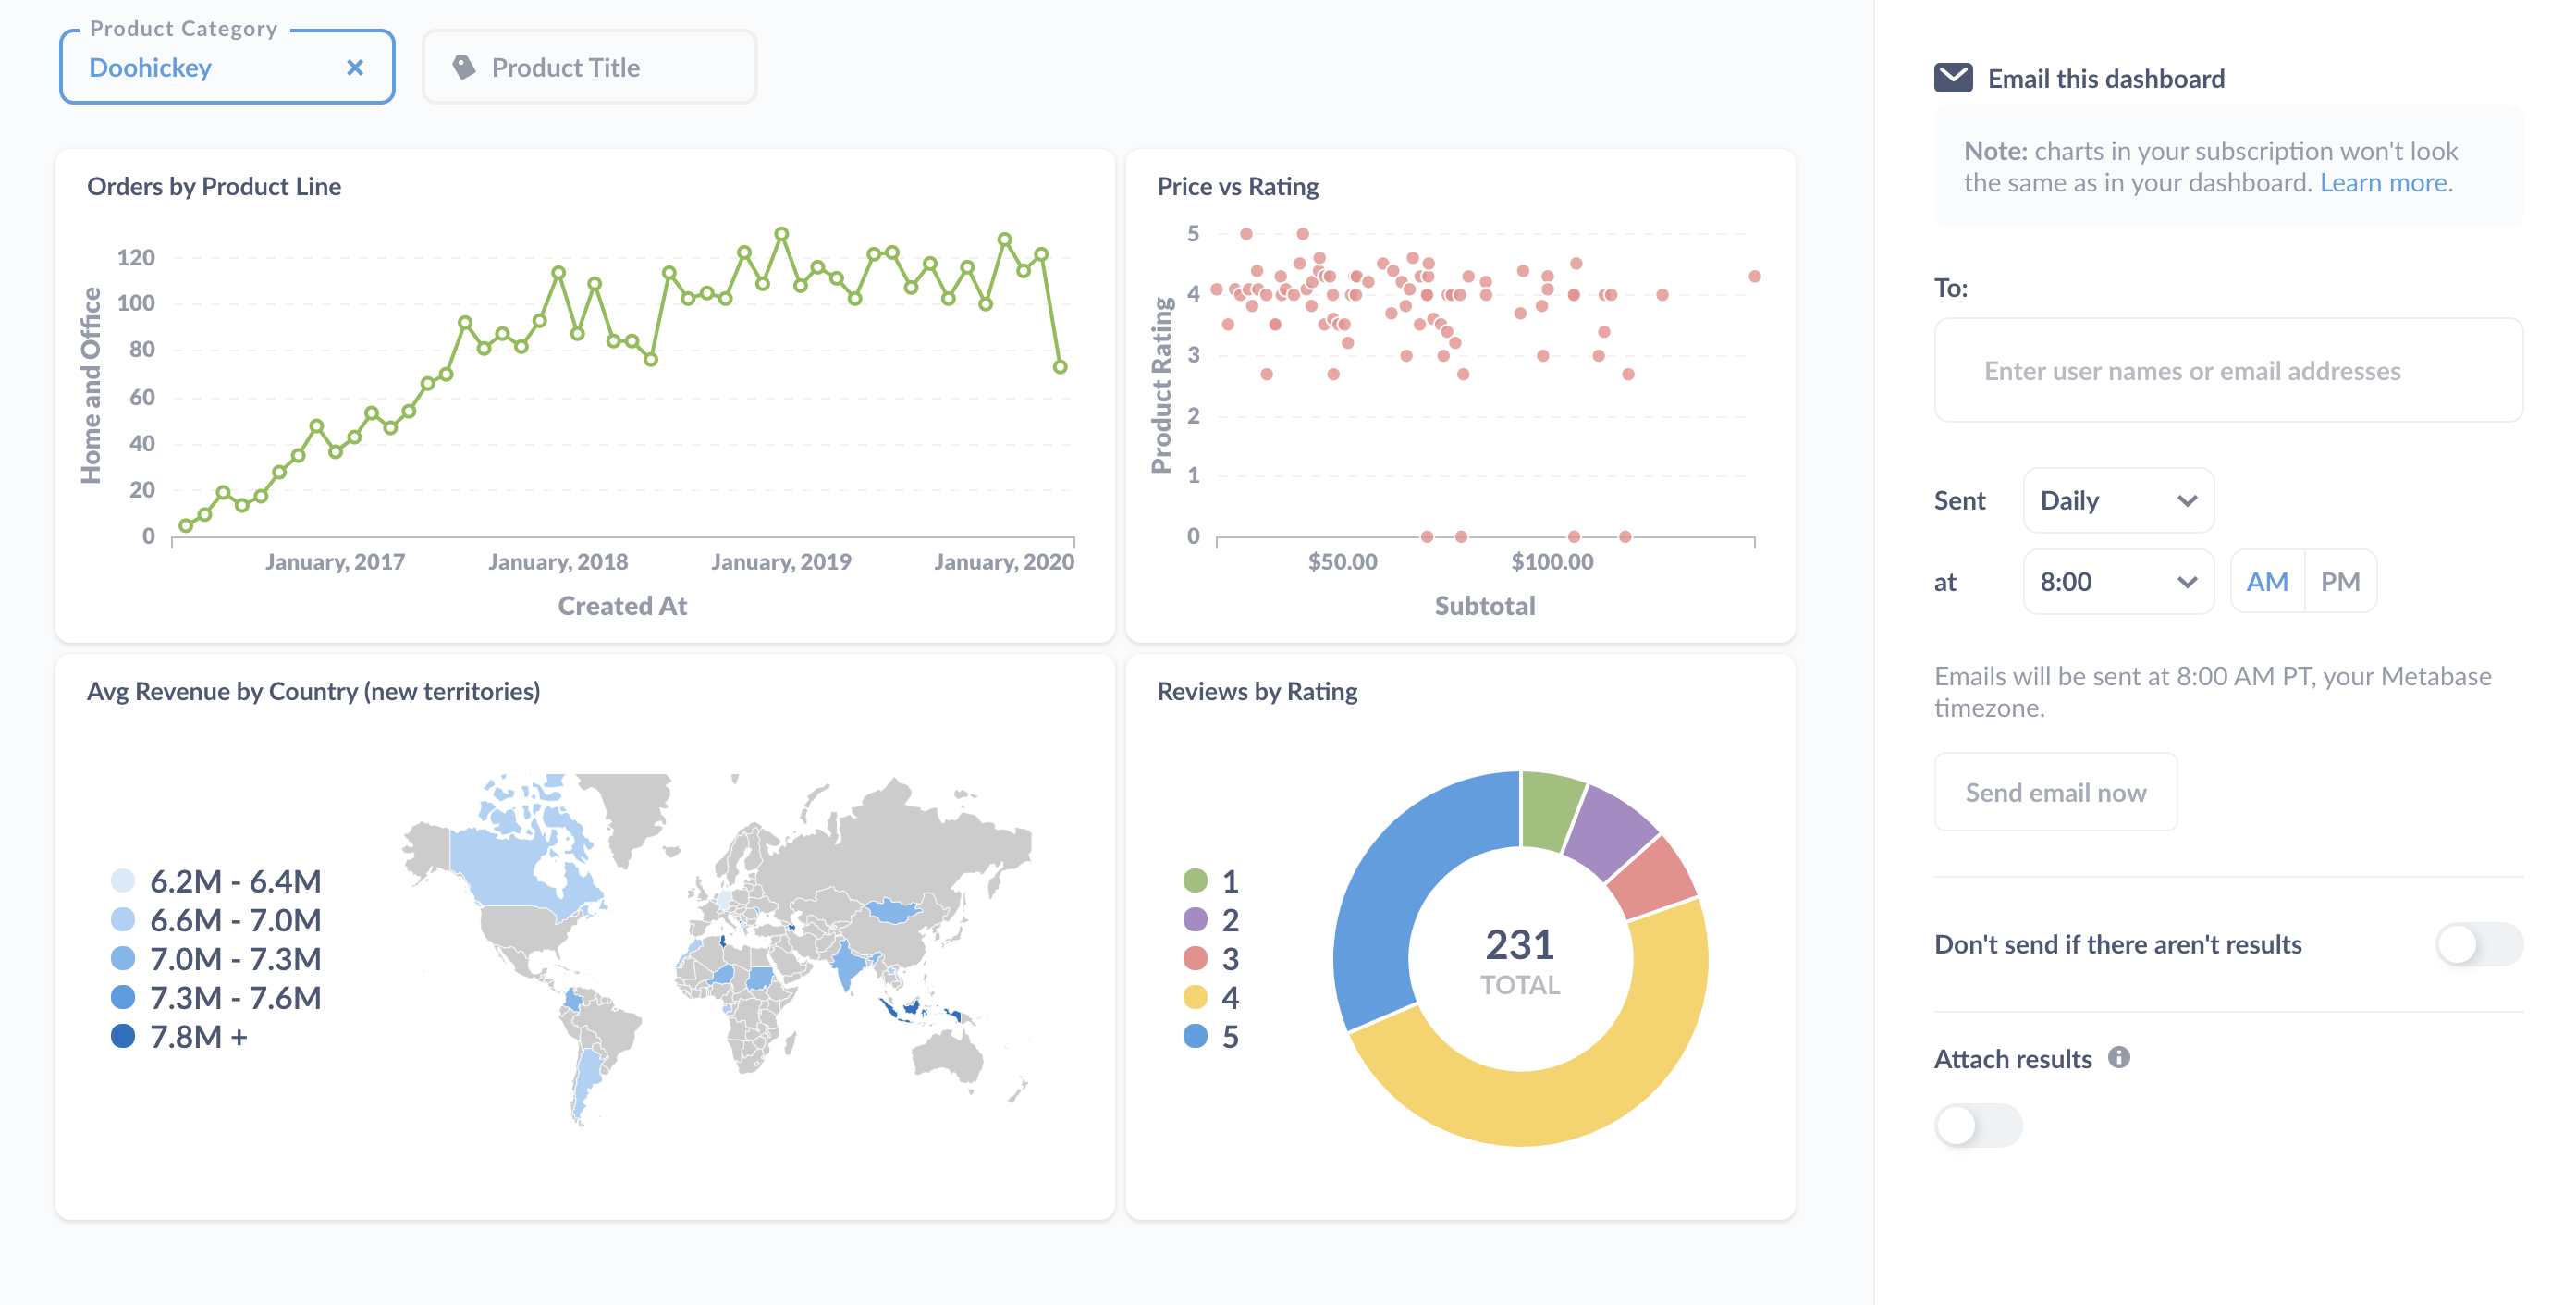 Product Category
Doohickey
Product Title
Orders by Product Line
Home and Office
120
100
80
60
40
20
0
January, 2017
January, 2018
January, 2019
January, 2020
Created At
Price vs Rating
Product Rating
5
4
3
2
1
0
$50.00
$100.00
Subtotal
Avg Revenue by Country (new territories)
6.2M - 6.4M
6.6M - 7.0M
7.0M - 7.3M
7.3M - 7.6M
7.8M +
Reviews by Rating
1
2
3
4
5
231
TOTAL
Email this dashboard
Note: charts in your subscription won't look
the same as in your dashboard. Learn more.
To:
Enter user names or email addresses
Sent
Daily
at
8:00
AM
PM
Emails will be sent at 8:00 AM PT, your Metabase
timezone.
Send email now
Don't send if there aren't results
Attach results